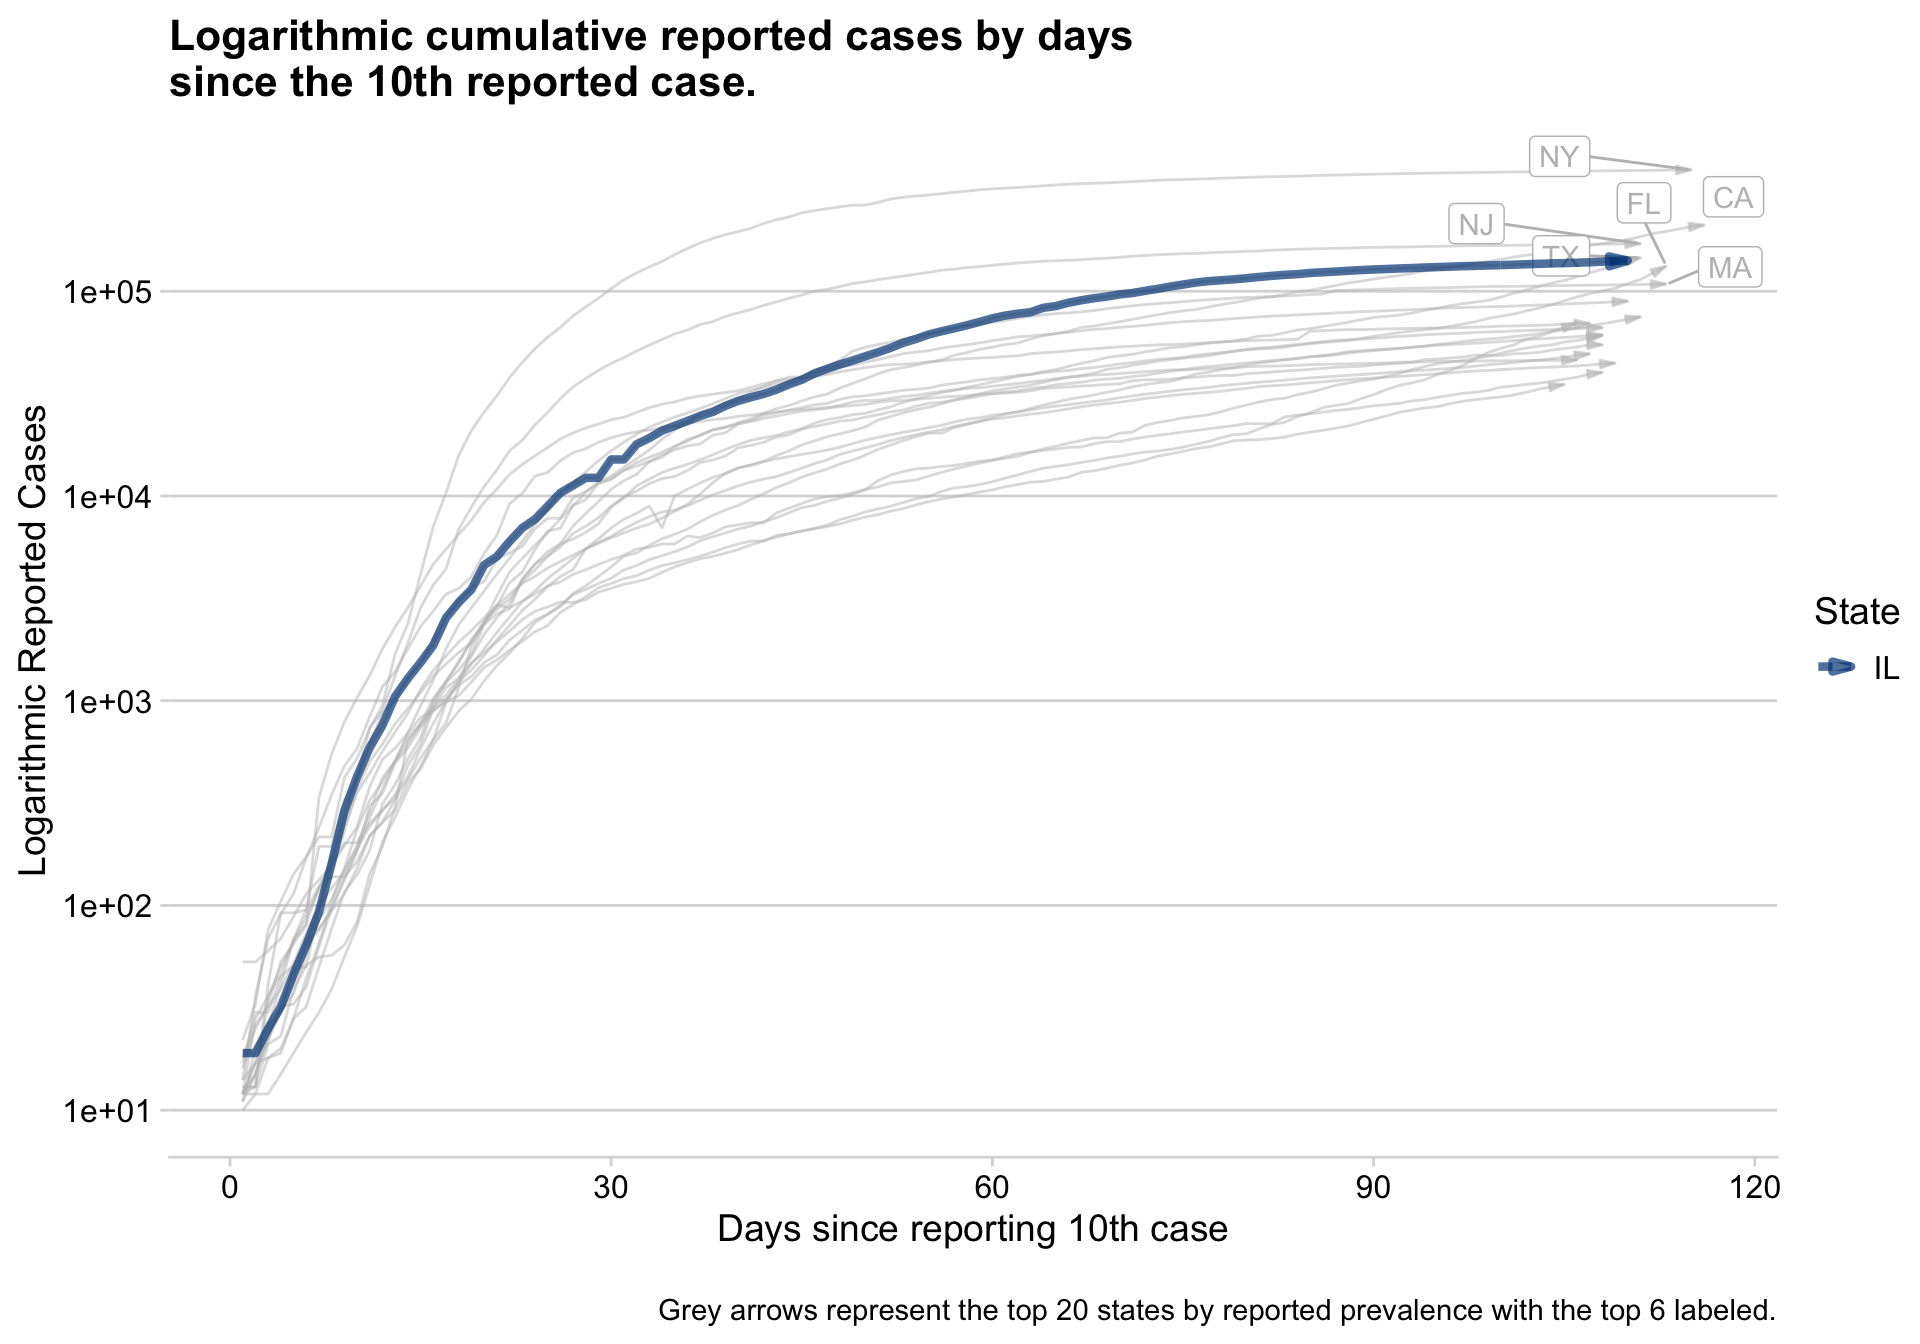 Logarithmic cumulative reported cases by days
since the 10th reported case.
NY
CA
FL
NJ
TX
MA
1e+05
1e+04
1e+03
1e+02
1e+01
Logarithmic Reported Cases
State
IL
0 30 60 90 120
Days since reporting 10th case
Grey arrows represent the top 20 states by reported prevalence with the top 6 labeled.